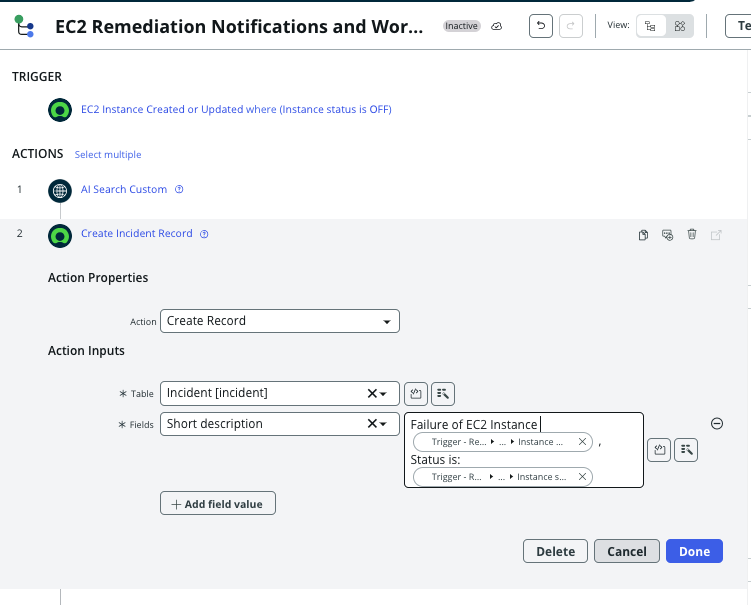 EC2 Remediation Notifications and Wor...
Inactive
View:
Te
TRIGGER
EC2 Instance Created or Updated where (Instance status is OFF)
ACTIONS Select multiple
1 AI Search Custom
2 Create Incident Record
Action Properties
Action Create Record
Action Inputs
* Table Incident [incident]
* Fields Short description
Failure of EC2 Instance
Trigger - Re... ▸ ... ▸ Instance ... ,
Status is:
Trigger - R... ▸ ... ▸ Instance s...
+ Add field value
Delete Cancel Done